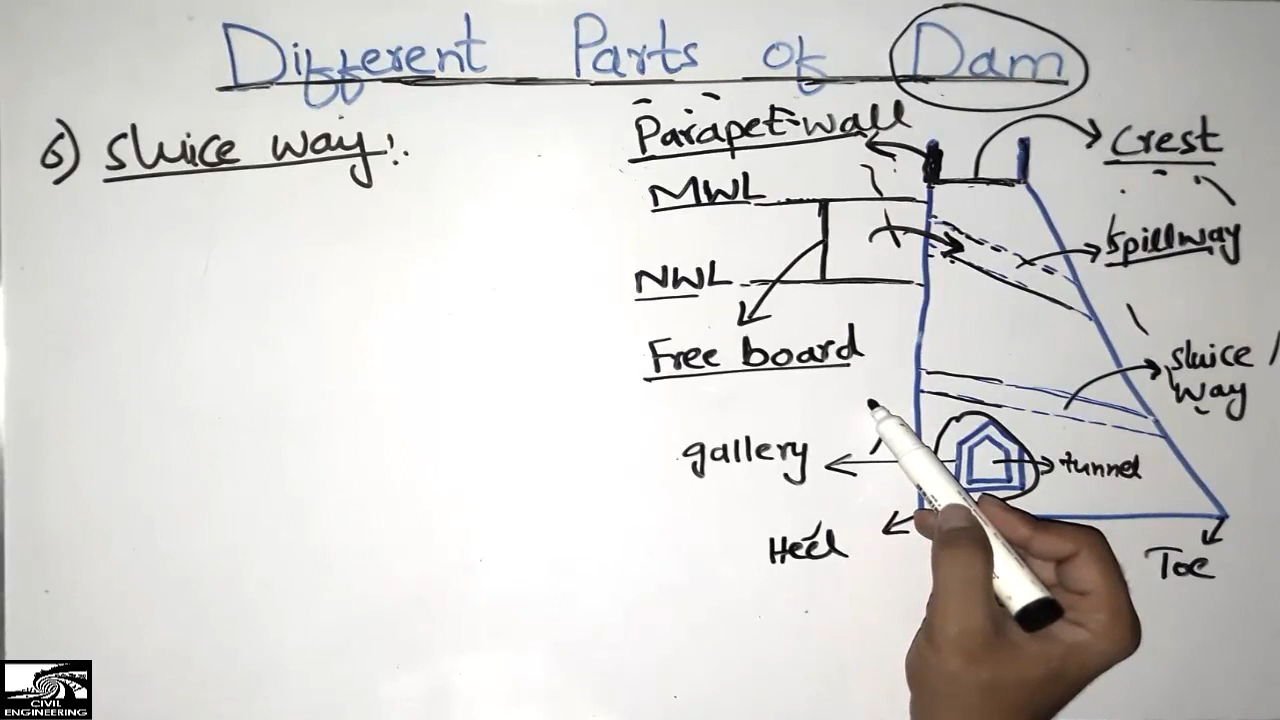 Different Parts of Dam
6) Sluice way:
Parapet-wall
Crest
MWL
Spillway
NWL
Free board
sluice
way
gallery
tunnel
Heel
Toe
CIVIL
ENGINEERING